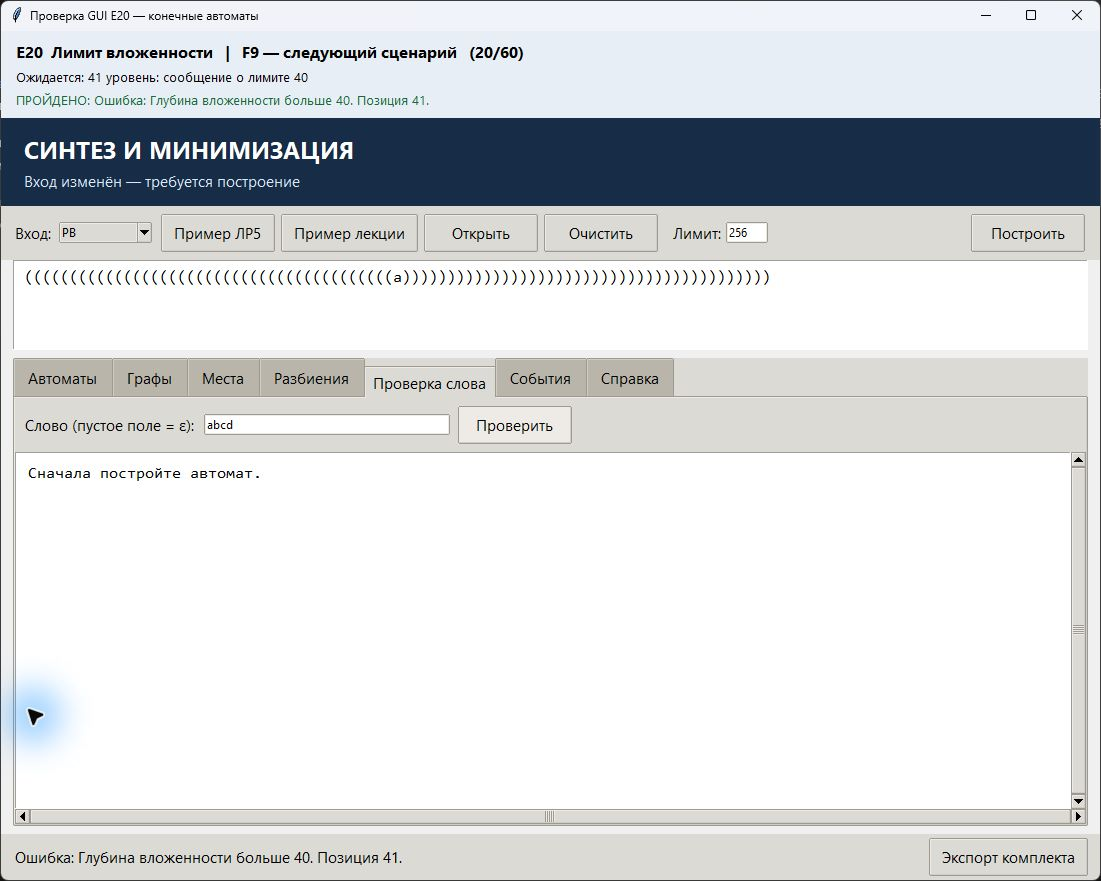 Проверка GUI E20 — конечные автоматы
E20 Лимит вложенности | F9 — следующий сценарий (20/60)
Ожидается: 41 уровень: сообщение о лимите 40
ПРОЙДЕНО: Ошибка: Глубина вложенности больше 40. Позиция 41.
СИНТЕЗ И МИНИМИЗАЦИЯ
Вход изменён — требуется построение
Вход: РВ Пример ЛР5 Пример лекции Открыть Очистить Лимит: 256 Построить
(((((((((((((((((((((((((((((((((((((((((a)))))))))))))))))))))))))))))))))))))))))
Автоматы Графы Места Разбиения Проверка слова События Справка
Слово (пустое поле = ε): abcd Проверить
Сначала постройте автомат.
Ошибка: Глубина вложенности больше 40. Позиция 41. Экспорт комплекта